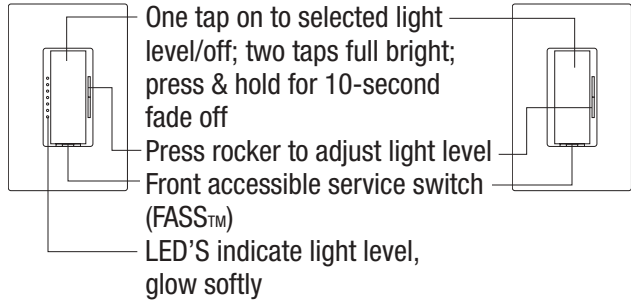 One tap on to selected light
level/off; two taps full bright;
press & hold for 10-second
fade off
Press rocker to adjust light level
Front accessible service switch
(FASS™)
LED'S indicate light level,
glow softly